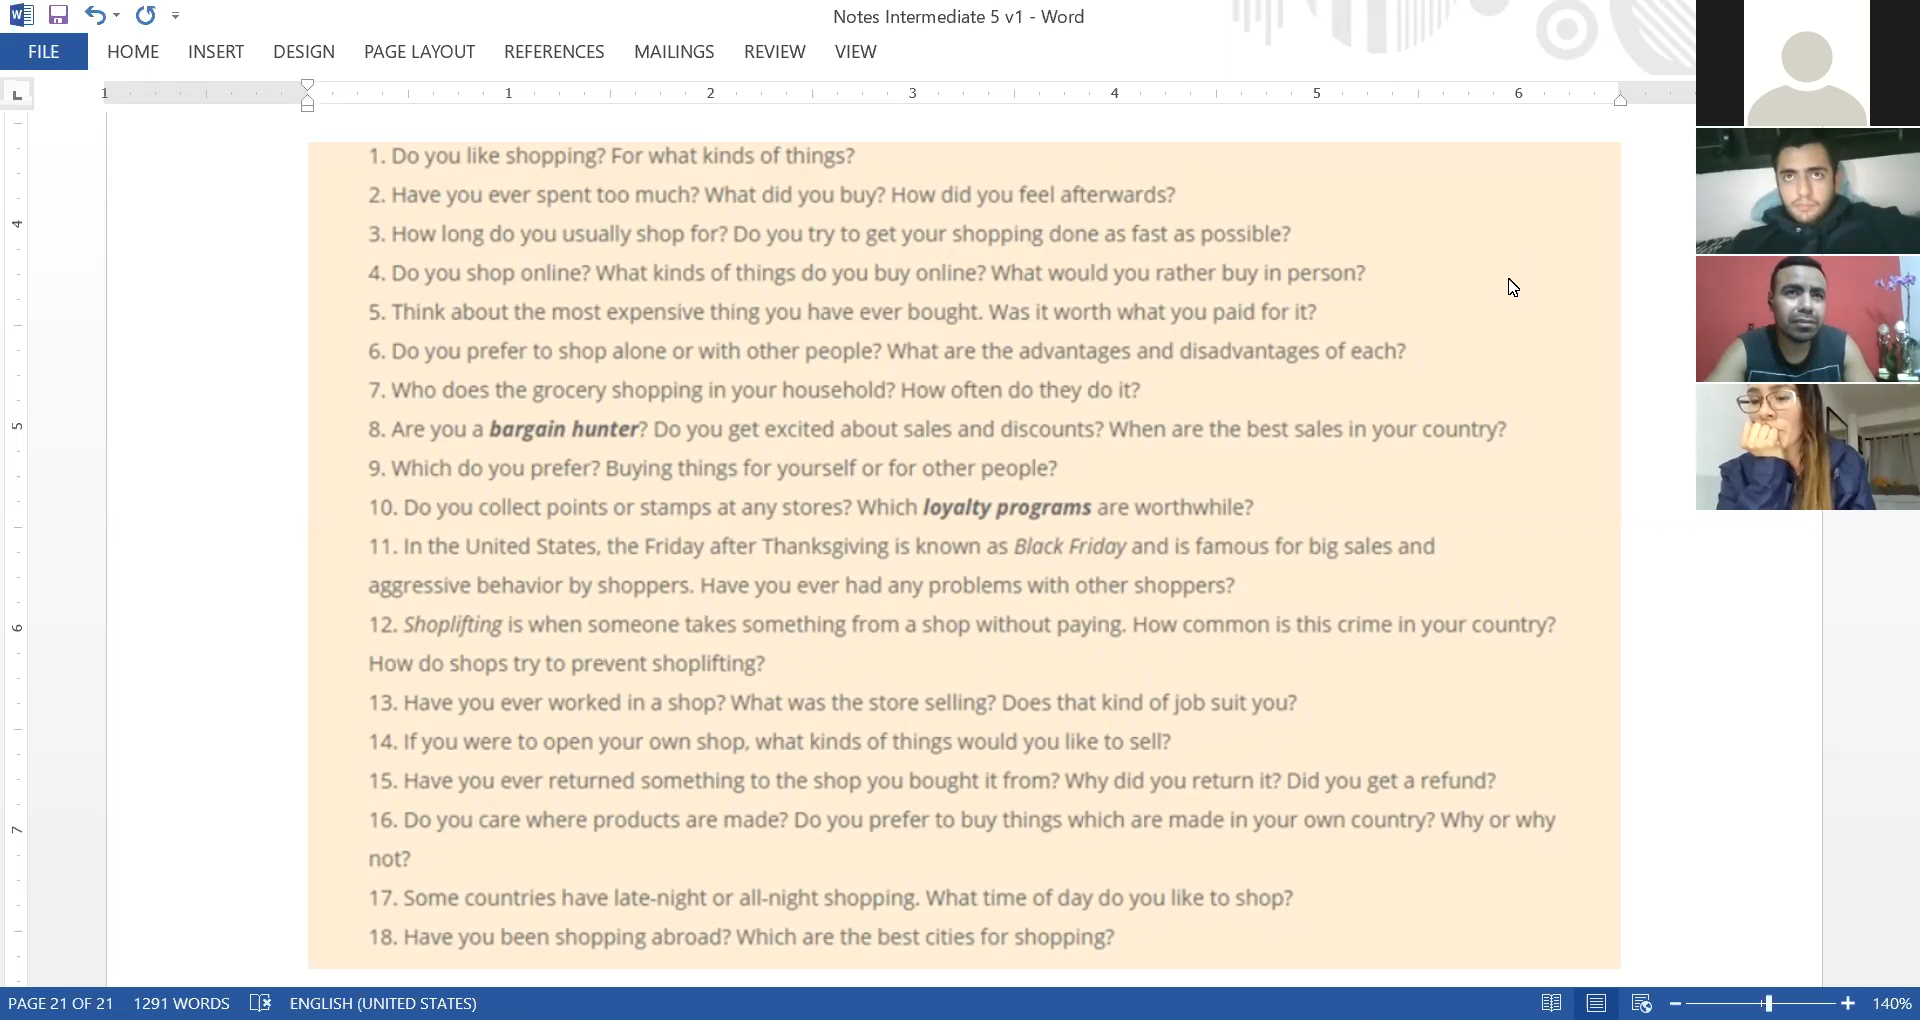 Notes Intermediate 5 v1 - Word
FILE HOME INSERT DESIGN PAGE LAYOUT REFERENCES MAILINGS REVIEW VIEW
1 1 2 3 4 5 6
1. Do you like shopping? For what kinds of things?
2. Have you ever spent too much? What did you buy? How did you feel afterwards?
3. How long do you usually shop for? Do you try to get your shopping done as fast as possible?
4. Do you shop online? What kinds of things do you buy online? What would you rather buy in person?
5. Think about the most expensive thing you have ever bought. Was it worth what you paid for it?
6. Do you prefer to shop alone or with other people? What are the advantages and disadvantages of each?
7. Who does the grocery shopping in your household? How often do they do it?
8. Are you a bargain hunter? Do you get excited about sales and discounts? When are the best sales in your country?
9. Which do you prefer? Buying things for yourself or for other people?
10. Do you collect points or stamps at any stores? Which loyalty programs are worthwhile?
11. In the United States, the Friday after Thanksgiving is known as Black Friday and is famous for big sales and
aggressive behavior by shoppers. Have you ever had any problems with other shoppers?
12. Shoplifting is when someone takes something from a shop without paying. How common is this crime in your country?
How do shops try to prevent shoplifting?
13. Have you ever worked in a shop? What was the store selling? Does that kind of job suit you?
14. If you were to open your own shop, what kinds of things would you like to sell?
15. Have you ever returned something to the shop you bought it from? Why did you return it? Did you get a refund?
16. Do you care where products are made? Do you prefer to buy things which are made in your own country? Why or why
not?
17. Some countries have late-night or all-night shopping. What time of day do you like to shop?
18. Have you been shopping abroad? Which are the best cities for shopping?
4
5
6
7
PAGE 21 OF 21 1291 WORDS ENGLISH (UNITED STATES) 140%